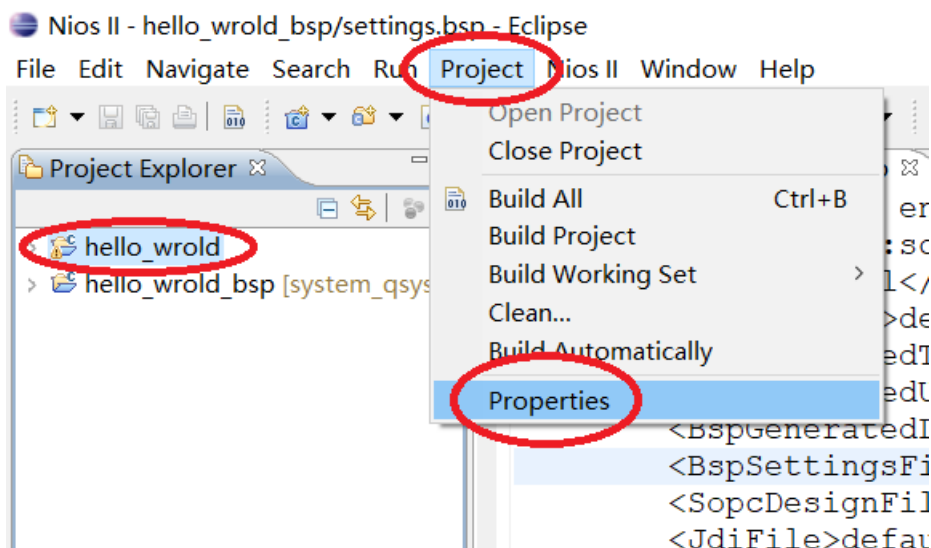 Nios II - hello_wrold_bsp/settings.bsp - Eclipse
File Edit Navigate Search Run Project Nios II Window Help
Open Project
Project Explorer
Close Project
Build All Ctrl+B
hello_wrold
Build Project
hello_wrold_bsp [system_qsys
Build Working Set
Clean...
Build Automatically
Properties
<BspGeneratedI
<BspSettingsFi
<SopcDesignFil
<JdiFile>defau